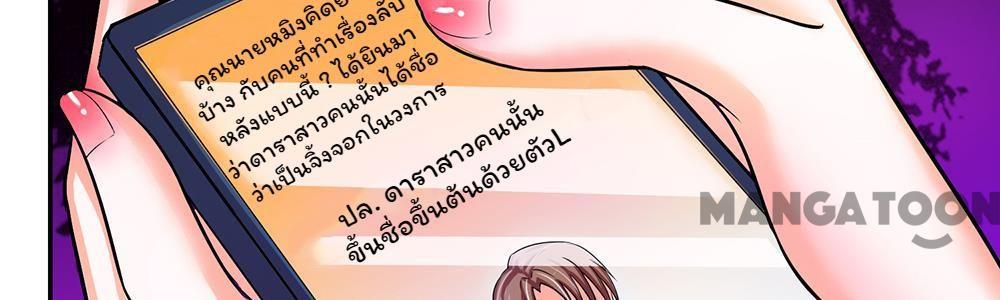 คุณนายหมิงคิดยัง
บ้าง กับคนที่ทำเรื่องลับ
หลังแบบนี้ ? ได้ยินมา
ว่าดาราสาวคนนั้นได้ชื่อ
ว่าเป็นจิ้งจอกในวงการ
ปล. ดาราสาวคนนั้น
ขึ้นชื่อขึ้นต้นด้วยตัวL
MANGATOON